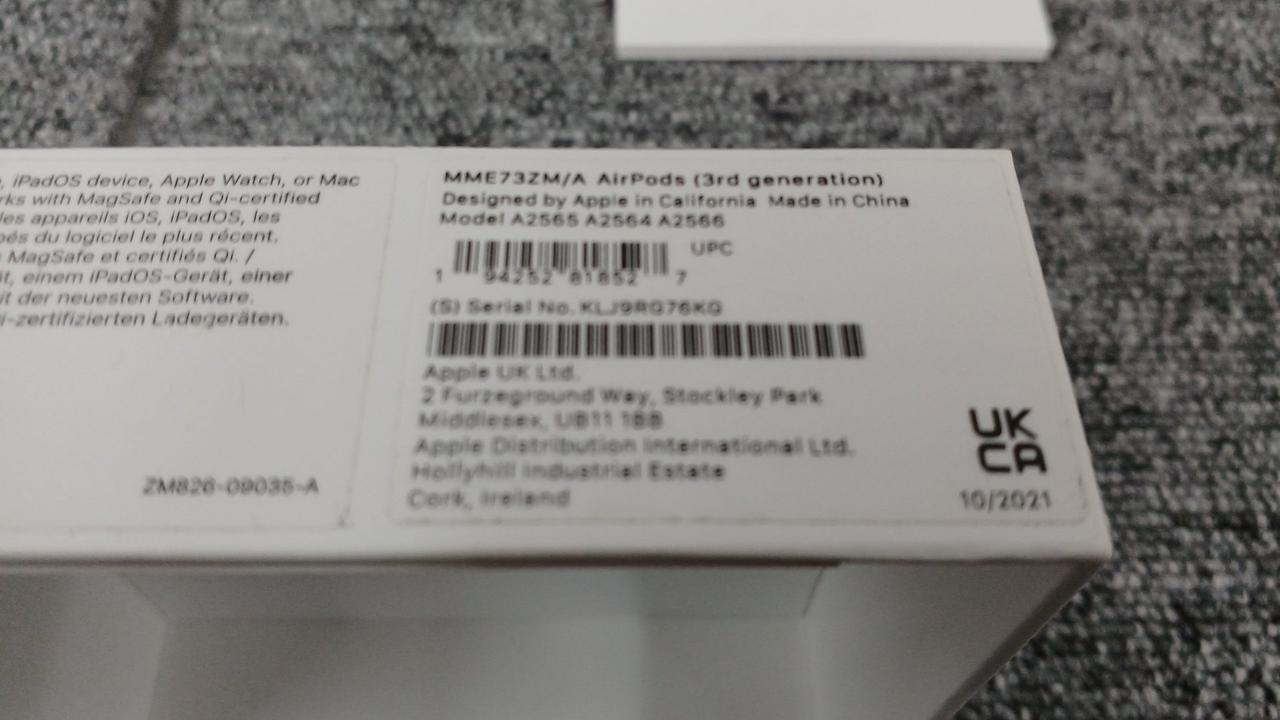 , iPadOS device, Apple Watch, or Mac
rks with MagSafe and Qi-certified
les appareils iOS, iPadOS, les
pés du logiciel le plus récent.
MagSafe et certifiés Qi. /
it, einem iPadOS-Gerät, einer
it der neuesten Software.
i-zertifizierten Ladegeräten.
ZM826-09035-A
MME73ZM/A AirPods (3rd generation)
Designed by Apple in California Made in China
Model A2565 A2564 A2566
UPC
1 94252 81852 7
(S) Serial No. KLJ9RG76KG
Apple UK Ltd.
2 Furzeground Way, Stockley Park
Middlesex, UB11 1BB
Apple Distribution International Ltd.
Hollyhill Industrial Estate
Cork, Ireland
UK
CA
10/2021